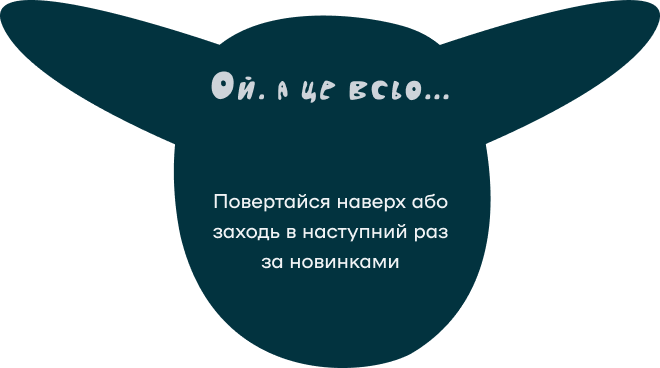 Ой. а це всьо...
Повертайся наверх або
заходь в наступний раз
за новинками